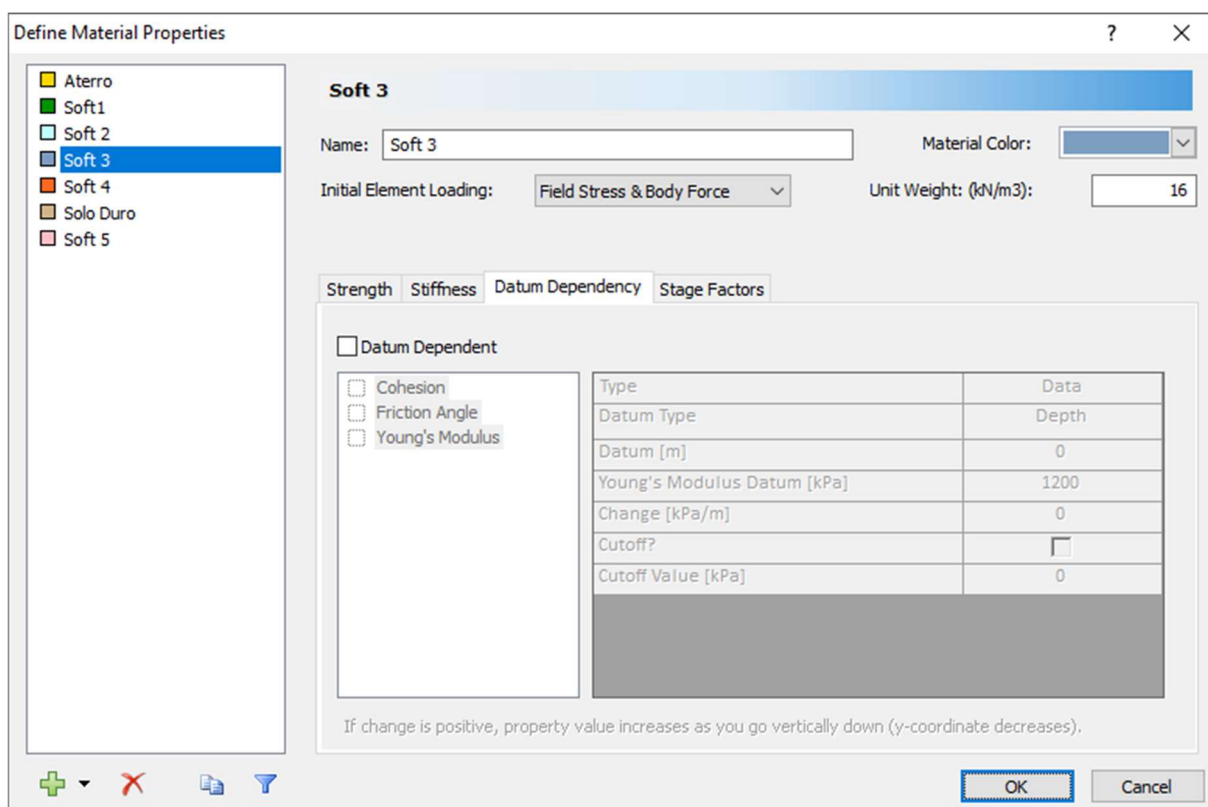 Define Material Properties
?
Aterro
Soft1
Soft 2
Soft 3
Soft 4
Solo Duro
Soft 5
Soft 3
Name: Soft 3 Material Color:
Initial Element Loading: Field Stress & Body Force Unit Weight: (kN/m3): 16
Strength Stiffness Datum Dependency Stage Factors
Datum Dependent
Cohesion
Friction Angle
Young's Modulus
Type Data
Datum Type Depth
Datum [m] 0
Young's Modulus Datum [kPa] 1200
Change [kPa/m] 0
Cutoff?
Cutoff Value [kPa] 0
If change is positive, property value increases as you go vertically down (y-coordinate decreases).
OK Cancel